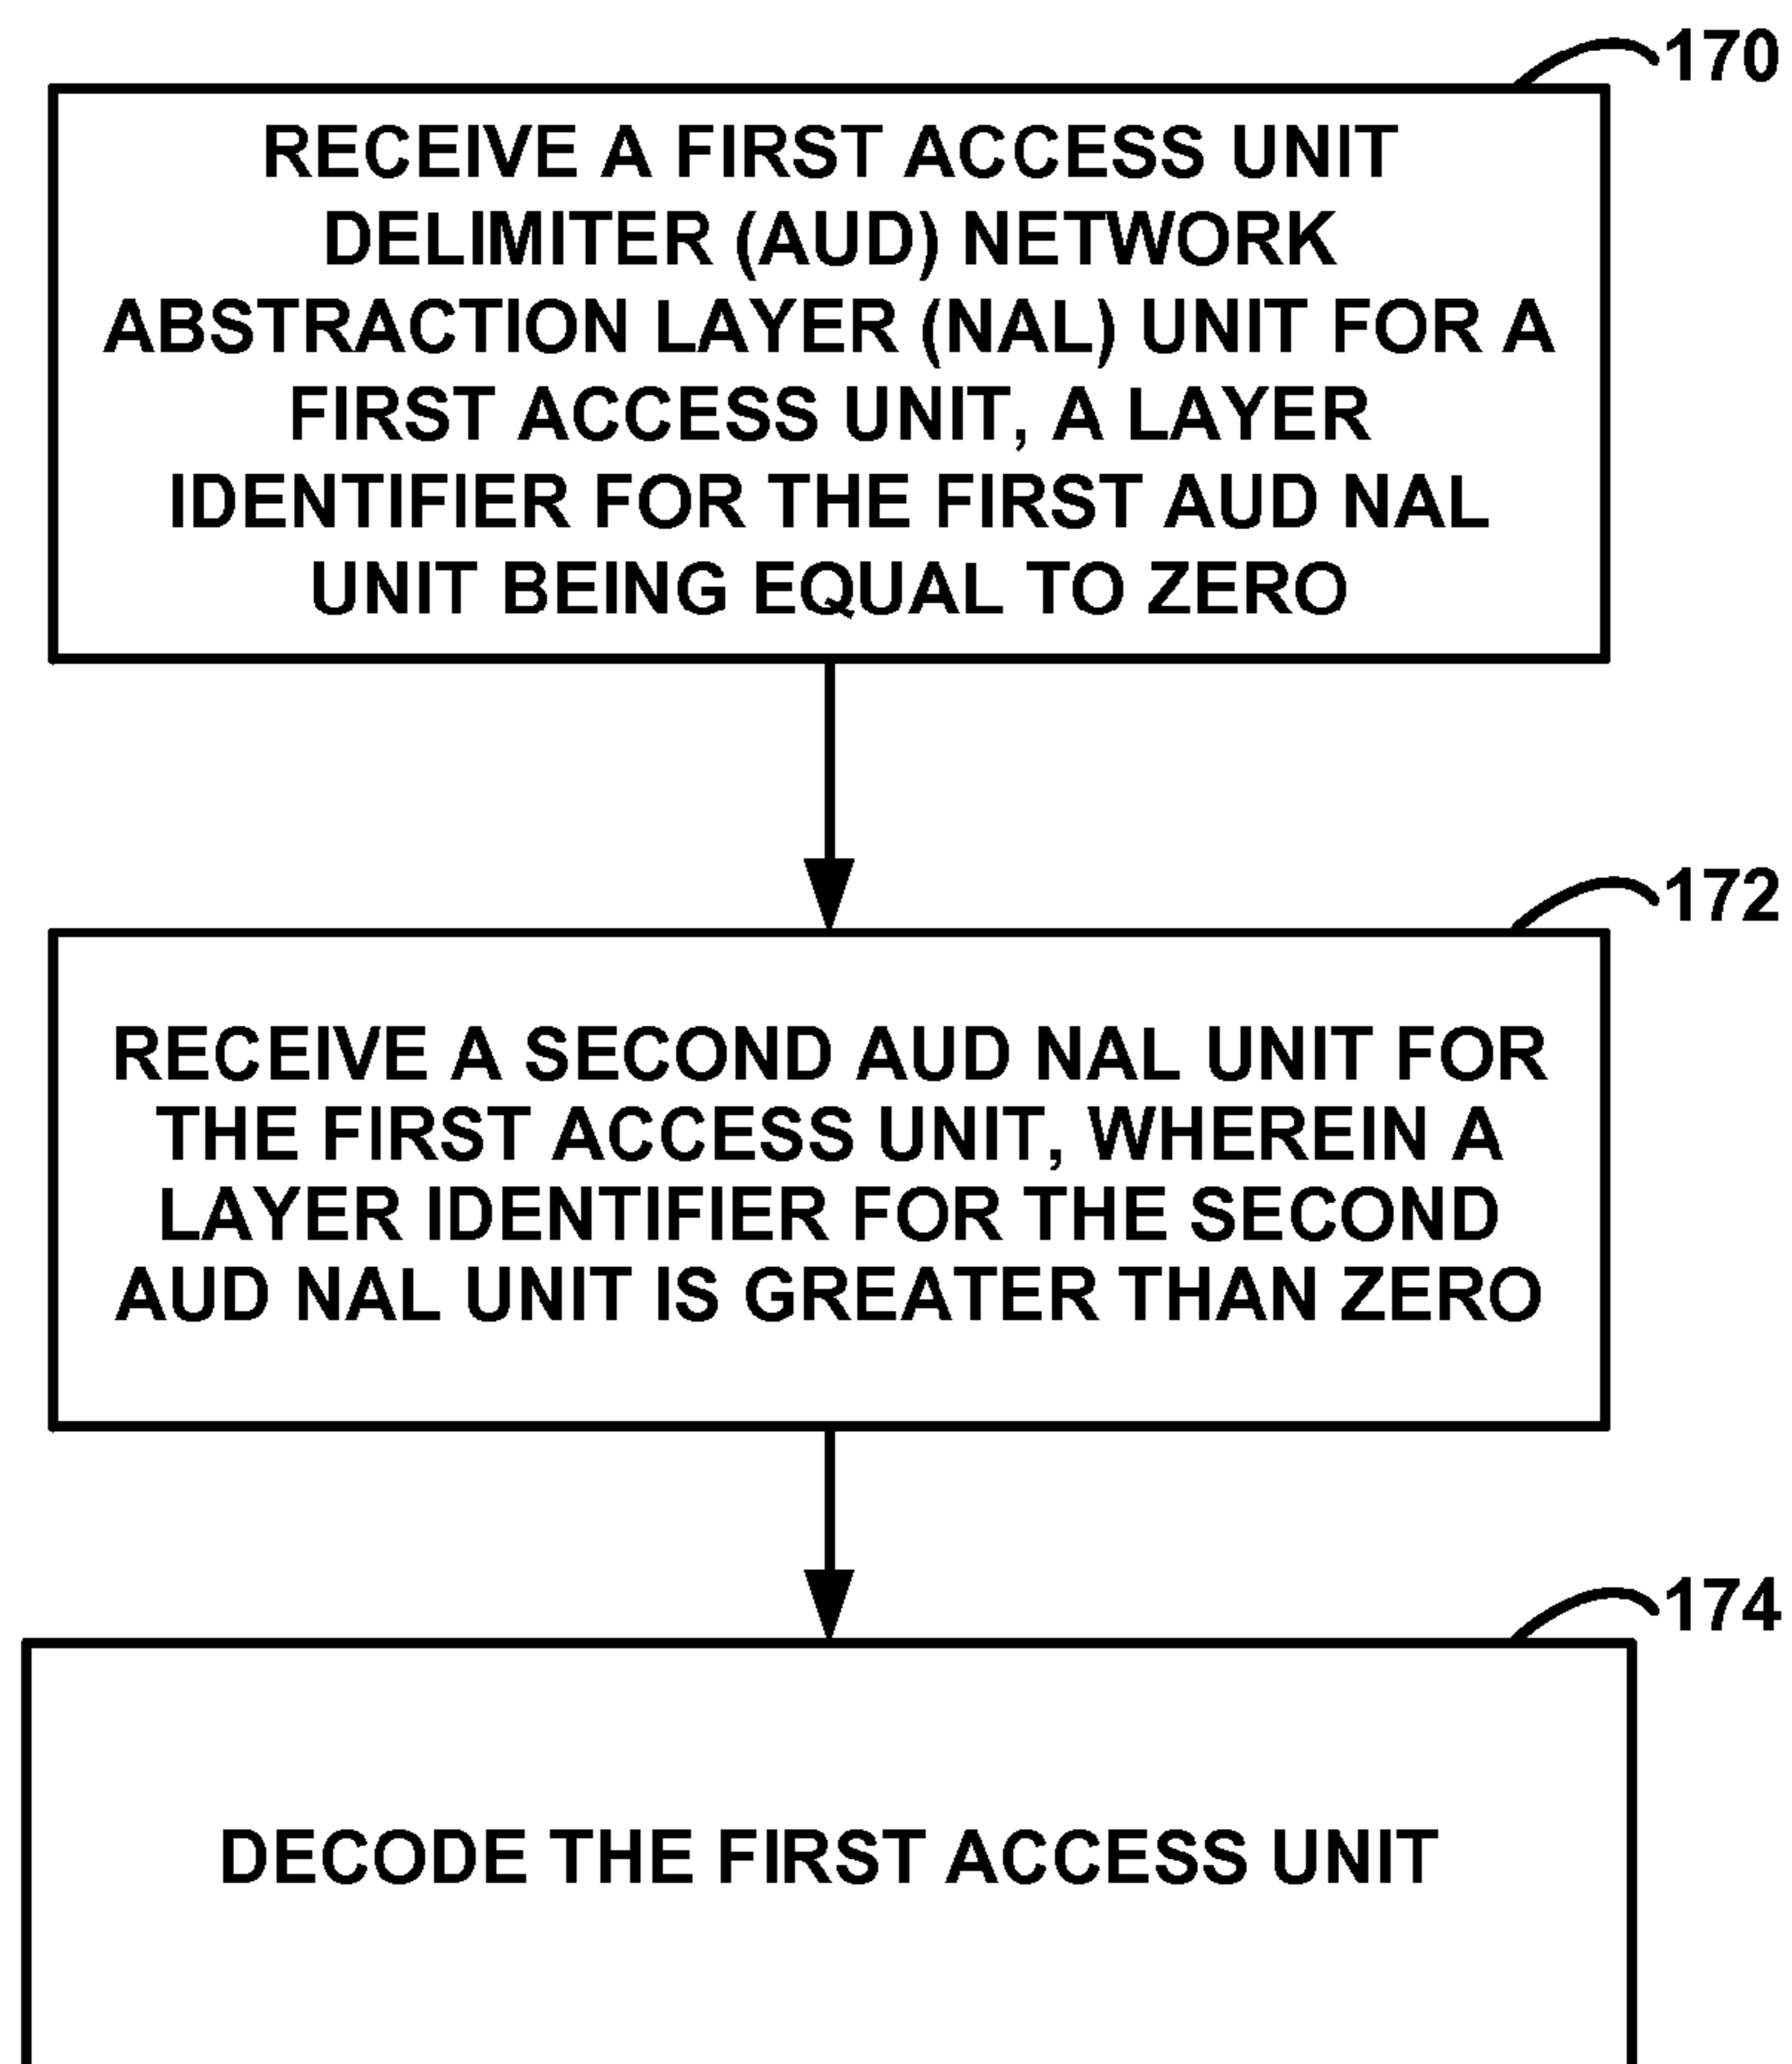 170
RECEIVE A FIRST ACCESS UNIT
DELIMITER (AUD) NETWORK
ABSTRACTION LAYER (NAL) UNIT FOR A
FIRST ACCESS UNIT, A LAYER
IDENTIFIER FOR THE FIRST AUD NAL
UNIT BEING EQUAL TO ZERO
172
RECEIVE A SECOND AUD NAL UNIT FOR
THE FIRST ACCESS UNIT, WHEREIN A
LAYER IDENTIFIER FOR THE SECOND
AUD NAL UNIT IS GREATER THAN ZERO
174
DECODE THE FIRST ACCESS UNIT